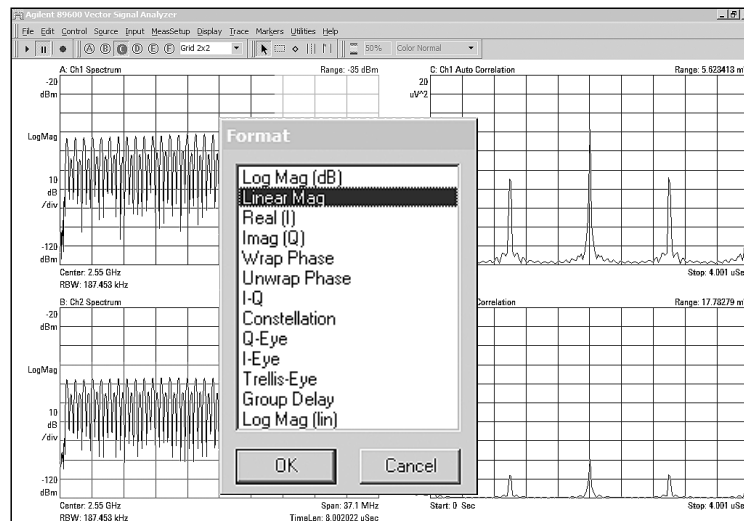 Agilent 89600 Vector Signal Analyzer
File Edit Control Source Input MeasSetup Display Trace Markers Utilities Help
A B C D E F Grid 2x2 50% Color Normal
A: Ch1 Spectrum Range: -35 dBm
-20
dBm
LogMag
10
dB
/div
-120
dBm
Center: 2.55 GHz
RBW: 187.453 kHz
C: Ch1 Auto Correlation Range: 5.623413 m
20
uV^2
Stop: 4.001 uSe
B: Ch2 Spectrum
-20
dBm
LogMag
10
dB
/div
-120
dBm
Center: 2.55 GHz Span: 37.1 MHz
RBW: 187.453 kHz TimeLen: 8.002022 uSec
Correlation Range: 17.78279 m
Start: 0 Sec Stop: 4.001 uSe
Format
Log Mag (dB)
Linear Mag
Real (I)
Imag (Q)
Wrap Phase
Unwrap Phase
I-Q
Constellation
Q-Eye
I-Eye
Trellis-Eye
Group Delay
Log Mag (lin)
OK Cancel